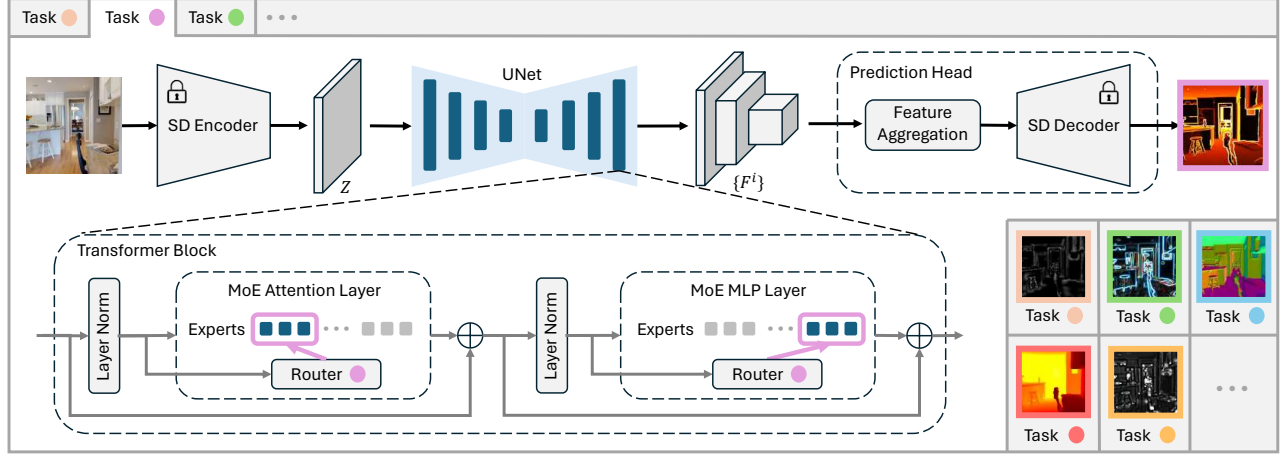 Task
Task
Task
UNet
Prediction Head
SD Encoder
Feature
Aggregation
SD Decoder
Z
{F^i}
Transformer Block
Layer Norm
MoE Attention Layer
Experts
Router
Layer Norm
MoE MLP Layer
Experts
Router
Task
Task
Task
Task
Task